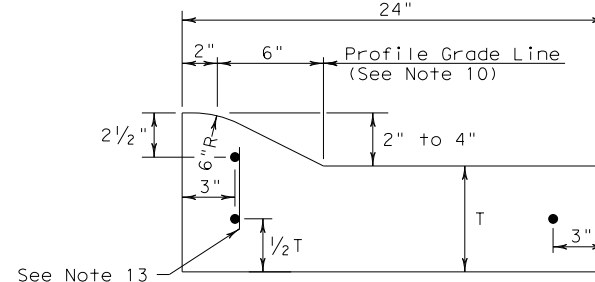 24"
2"
6"
Profile Grade Line
(See Note 10)
2½"
6"R
2" to 4"
3"
T
½T
3"
See Note 13